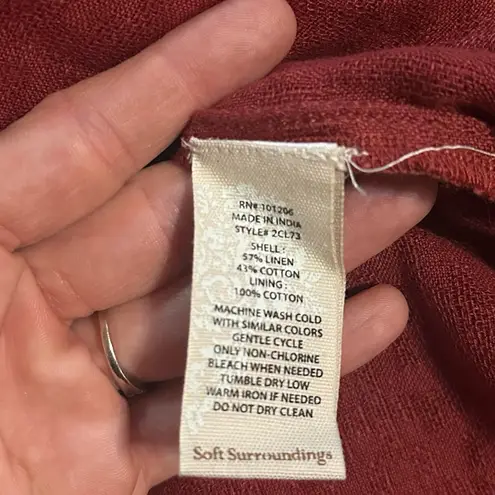 RN# 101206
MADE IN INDIA
STYLE# 2CL73
SHELL :
57% LINEN
43% COTTON
LINING :
100% COTTON
MACHINE WASH COLD
WITH SIMILAR COLORS
GENTLE CYCLE
ONLY NON-CHLORINE
BLEACH WHEN NEEDED
TUMBLE DRY LOW
WARM IRON IF NEEDED
DO NOT DRY CLEAN
Soft Surroundings